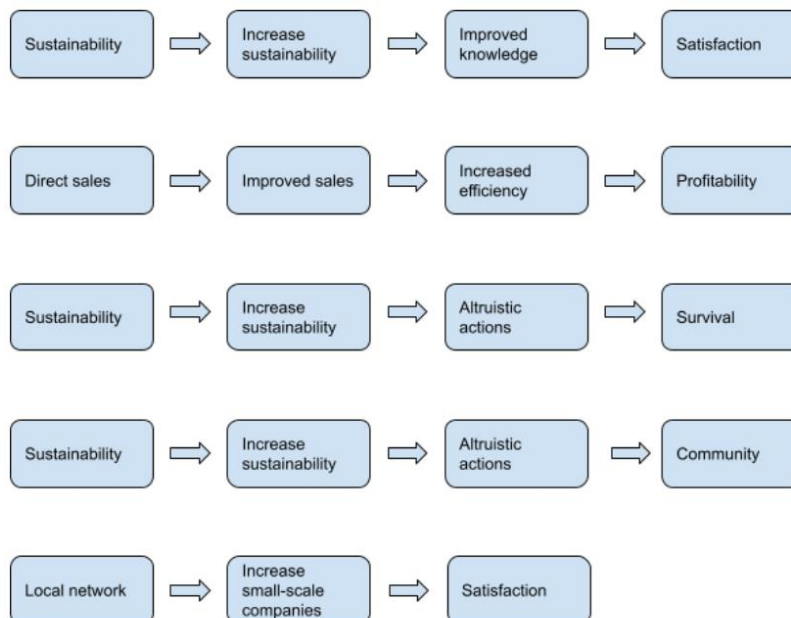 Sustainability
Increase
sustainability
Improved
knowledge
Satisfaction
Direct sales
Improved sales
Increased
efficiency
Profitability
Sustainability
Increase
sustainability
Altruistic
actions
Survival
Sustainability
Increase
sustainability
Altruistic
actions
Community
Local network
Increase
small-scale
companies
Satisfaction